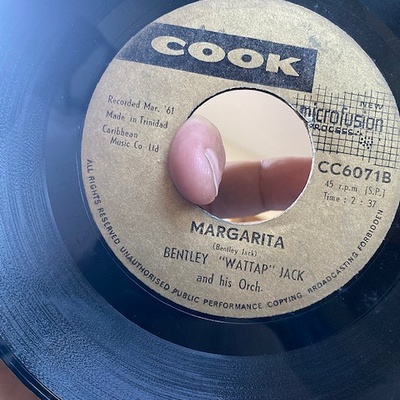 COOK
NEW
microfusion
PROCESS
Recorded Mar. '61
Made in Trinidad
Caribbean
Music Co Ltd
CC6071B
45 r.p.m (S.P.)
Time : 2 : 37
MARGARITA
(Bentley Jack)
BENTLEY "WATTAP" JACK
and his Orch.
ALL RIGHTS RESERVED UNAUTHORISED PUBLIC PERFORMANCE COPYING, BROADCASTING FORBIDDEN